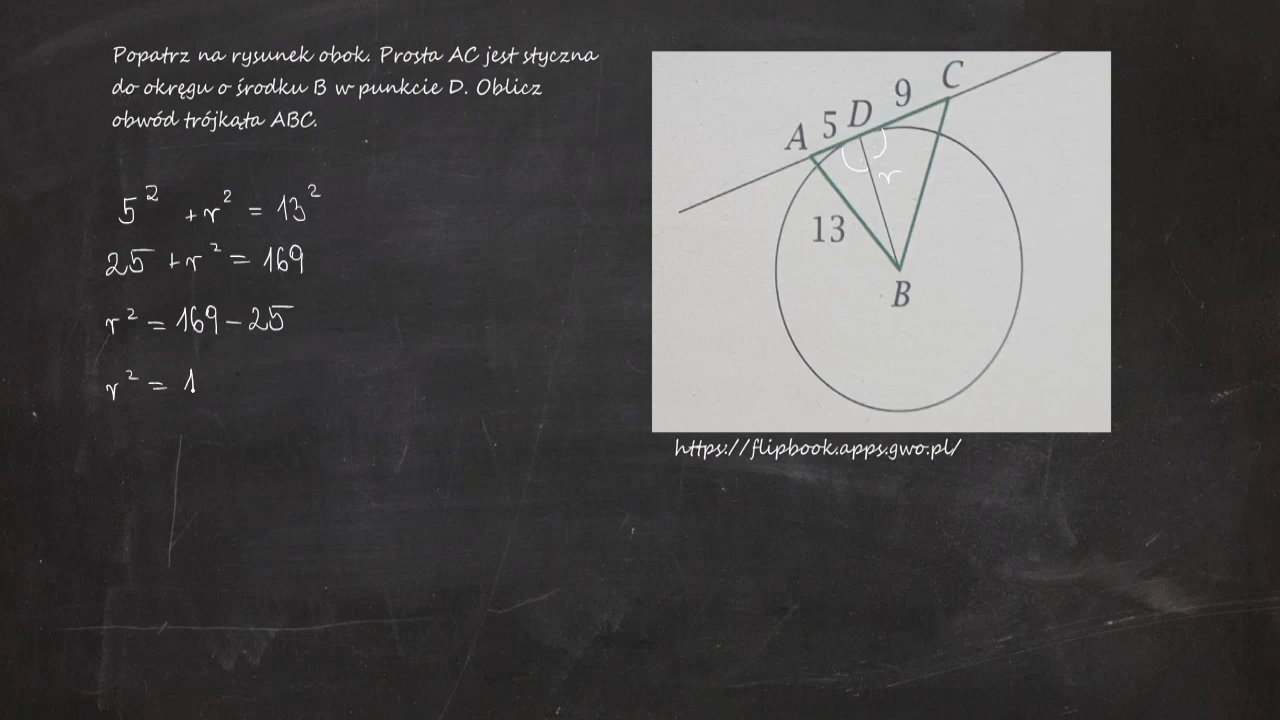 Popatrz na rysunek obok. Prosta AC jest styczna
do okręgu o środku B w punkcie D. Oblicz
obwód trójkąta ABC.
5² + r² = 13²
25 + r² = 169
r² = 169 - 25
r² = 1
C
9
D
5
A
r
13
B
https://flipbook.apps.gwo.pl/